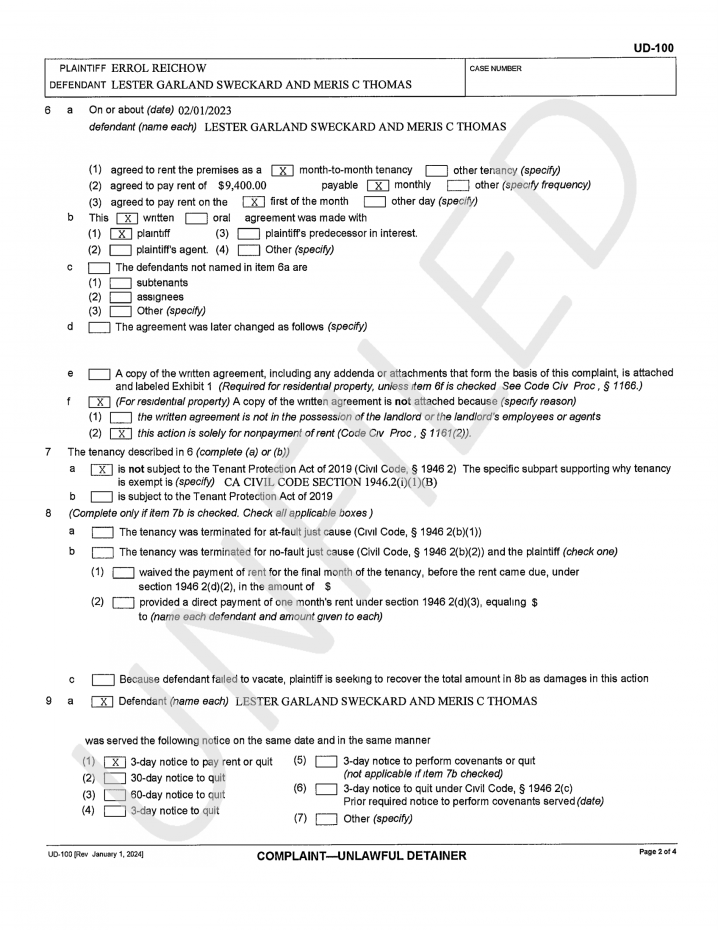 UD-100
PLAINTIFF ERROL REICHOW
CASE NUMBER
DEFENDANT LESTER GARLAND SWECKARD AND MERIS C THOMAS
6 a On or about (date) 02/01/2023
defendant (name each) LESTER GARLAND SWECKARD AND MERIS C THOMAS
(1) agreed to rent the premises as a X month-to-month tenancy other tenancy (specify)
(2) agreed to pay rent of $9,400.00 payable X monthly other (specify frequency)
(3) agreed to pay rent on the X first of the month other day (specify)
b This X written oral agreement was made with
(1) X plaintiff (3) plaintiff's predecessor in interest.
(2) plaintiff's agent. (4) Other (specify)
c The defendants not named in item 6a are
(1) subtenants
(2) assignees
(3) Other (specify)
d The agreement was later changed as follows (specify)
e A copy of the written agreement, including any addenda or attachments that form the basis of this complaint, is attached
and labeled Exhibit 1 (Required for residential property, unless item 6f is checked See Code Civ Proc , § 1166.)
f X (For residential property) A copy of the written agreement is not attached because (specify reason)
(1) the written agreement is not in the possession of the landlord or the landlord's employees or agents
(2) X this action is solely for nonpayment of rent (Code Civ Proc , § 1161(2)).
7 The tenancy described in 6 (complete (a) or (b))
a X is not subject to the Tenant Protection Act of 2019 (Civil Code, § 1946 2) The specific subpart supporting why tenancy
is exempt is (specify) CA CIVIL CODE SECTION 1946.2(i)(1)(B)
b is subject to the Tenant Protection Act of 2019
8 (Complete only if item 7b is checked. Check all applicable boxes )
a The tenancy was terminated for at-fault just cause (Civil Code, § 1946 2(b)(1))
b The tenancy was terminated for no-fault just cause (Civil Code, § 1946 2(b)(2)) and the plaintiff (check one)
(1) waived the payment of rent for the final month of the tenancy, before the rent came due, under
section 1946 2(d)(2), in the amount of $
(2) provided a direct payment of one month's rent under section 1946 2(d)(3), equaling $
to (name each defendant and amount given to each)
c Because defendant failed to vacate, plaintiff is seeking to recover the total amount in 8b as damages in this action
9 a X Defendant (name each) LESTER GARLAND SWECKARD AND MERIS C THOMAS
was served the following notice on the same date and in the same manner
(1) X 3-day notice to pay rent or quit
(2) 30-day notice to quit
(3) 60-day notice to quit
(4) 3-day notice to quit
(5) 3-day notice to perform covenants or quit
(not applicable if item 7b checked)
(6) 3-day notice to quit under Civil Code, § 1946 2(c)
Prior required notice to perform covenants served (date)
(7) Other (specify)
UD-100 [Rev January 1, 2024]
COMPLAINT—UNLAWFUL DETAINER
Page 2 of 4
UNFILED